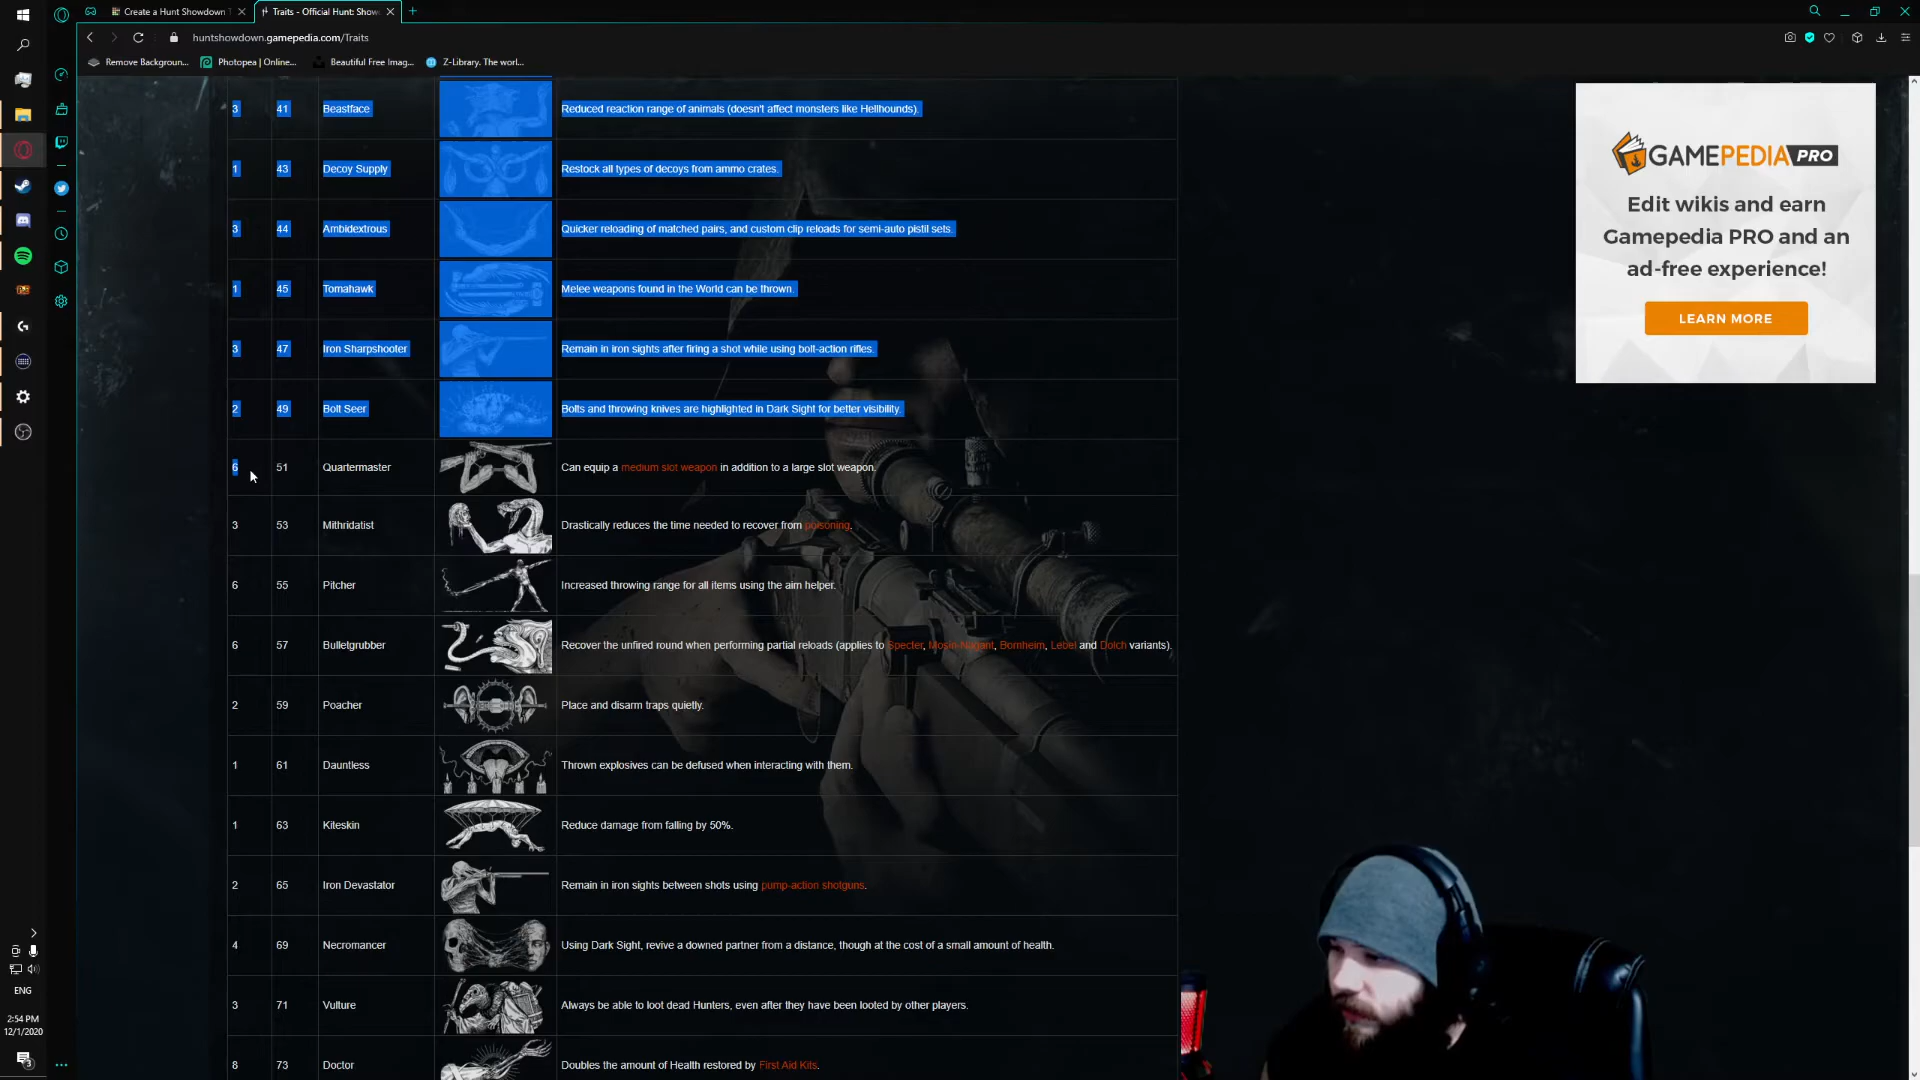 Create a Hunt Showdown T
Traits - Official Hunt: Show
huntshowdown.gamepedia.com/Traits
Remove Backgroun...
Photopea | Online...
Beautiful Free Imag...
Z-Library. The worl...
3 41 Beastface Reduced reaction range of animals (doesn't affect monsters like Hellhounds).
1 43 Decoy Supply Restock all types of decoys from ammo crates.
3 44 Ambidextrous Quicker reloading of matched pairs, and custom clip reloads for semi-auto pistil sets.
1 45 Tomahawk Melee weapons found in the World can be thrown.
3 47 Iron Sharpshooter Remain in iron sights after firing a shot while using bolt-action rifles.
2 49 Bolt Seer Bolts and throwing knives are highlighted in Dark Sight for better visibility.
6 51 Quartermaster Can equip a medium slot weapon in addition to a large slot weapon.
3 53 Mithridatist Drastically reduces the time needed to recover from poisoning.
6 55 Pitcher Increased throwing range for all items using the aim helper.
6 57 Bulletgrubber Recover the unfired round when performing partial reloads (applies to Specter, Mosin-Nagant, Bornheim, Lebel and Dolch variants).
2 59 Poacher Place and disarm traps quietly.
1 61 Dauntless Thrown explosives can be defused when interacting with them.
1 63 Kiteskin Reduce damage from falling by 50%.
2 65 Iron Devastator Remain in iron sights between shots using pump-action shotguns.
4 69 Necromancer Using Dark Sight, revive a downed partner from a distance, though at the cost of a small amount of health.
3 71 Vulture Always be able to loot dead Hunters, even after they have been looted by other players.
8 73 Doctor Doubles the amount of Health restored by First Aid Kits.
GAMEPEDIA PRO
Edit wikis and earn
Gamepedia PRO and an
ad-free experience!
LEARN MORE
ENG
2:54 PM
12/1/2020
3